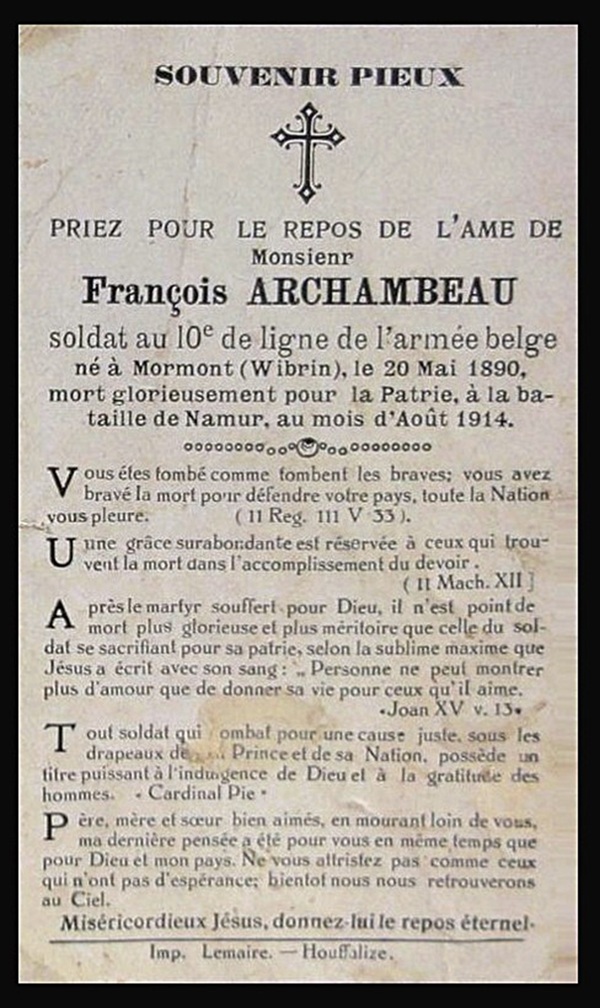 SOUVENIR PIEUX
PRIEZ POUR LE REPOS DE L'AME DE
Monsienr
François ARCHAMBEAU
soldat au 10e de ligne de l'armée belge
né à Mormont (Wibrin), le 20 Mai 1890,
mort glorieusement pour la Patrie, à la ba-
taille de Namur, au mois d'Août 1914.
Vous êtes tombé comme tombent les braves; vous avez
bravé la mort pour défendre votre pays, toute la Nation
vous pleure. ( II Reg. III V 33 ).
Uune grâce surabondante est réservée à ceux qui trou-
vent la mort dans l'accomplissement du devoir.
( II Mach. XII ]
Après le martyr souffert pour Dieu, il n'est point de
mort plus glorieuse et plus méritoire que celle du sol-
dat se sacrifiant pour sa patrie, selon la sublime maxime que
Jésus a écrit avec son sang : „ Personne ne peut montrer
plus d'amour que de donner sa vie pour ceux qu'il aime.
•Joan XV v. 13•
Tout soldat qui ombat pour une cause juste, sous les
drapeaux de Prince et de sa Nation, possède un
titre puissant à l'indulgence de Dieu et à la gratitude des
hommes. « Cardinal Pie »
Père, mère et sœur bien aimés, en mourant loin de vous,
ma dernière pensée a été pour vous en même temps que
pour Dieu et mon pays. Ne vous attristez pas comme ceux
qui n'ont pas d'espérance; bientot nous nous retrouverons
au Ciel.
Miséricordieux Jésus, donnez-lui le repos éternel.
Imp. Lemaire. — Houffalize.